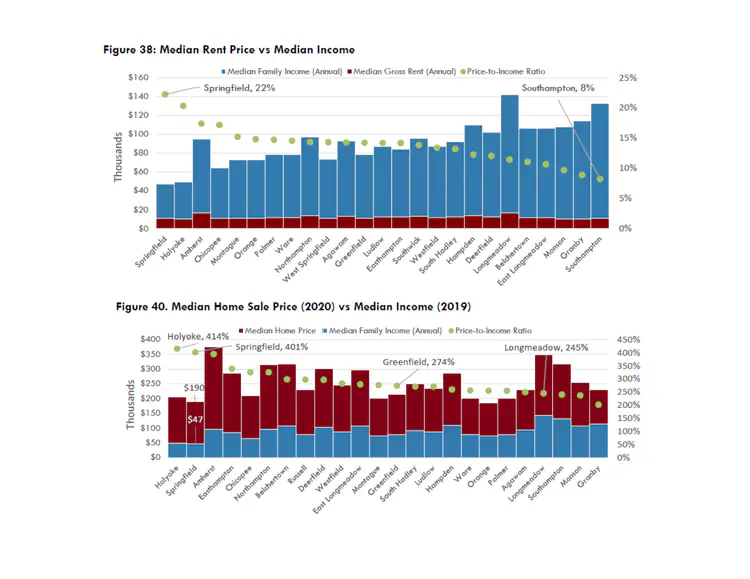 Figure 38: Median Rent Price vs Median Income
Median Family Income (Annual) Median Gross Rent (Annual) Price-to-Income Ratio
Springfield, 22%
Southampton, 8%
Thousands
$160
$140
$120
$100
$80
$60
$40
$20
$0
25%
20%
15%
10%
5%
0%
Springfield
Holyoke
Amherst
Chicopee
Montague
Orange
Palmer
Ware
Northampton
West Springfield
Agawam
Greenfield
Ludlow
Easthampton
Southwick
Westfield
South Hadley
Hampden
Deerfield
Longmeadow
Belchertown
East Longmeadow
Monson
Granby
Southampton
Figure 40. Median Home Sale Price (2020) vs Median Income (2019)
Median Home Price Median Family Income (Annual) Price-to-Income Ratio
Holyoke, 414%
Springfield, 401%
Greenfield, 274%
Longmeadow, 245%
$190
$47
Thousands
$400
$350
$300
$250
$200
$150
$100
$50
$0
450%
400%
350%
300%
250%
200%
150%
100%
50%
0%
Holyoke
Springfield
Amherst
Easthampton
Chicopee
Northampton
Belchertown
Russell
Deerfield
Westfield
East Longmeadow
Montague
Greenfield
South Hadley
Ludlow
Hampden
Ware
Orange
Palmer
Agawam
Longmeadow
Southampton
Monson
Granby